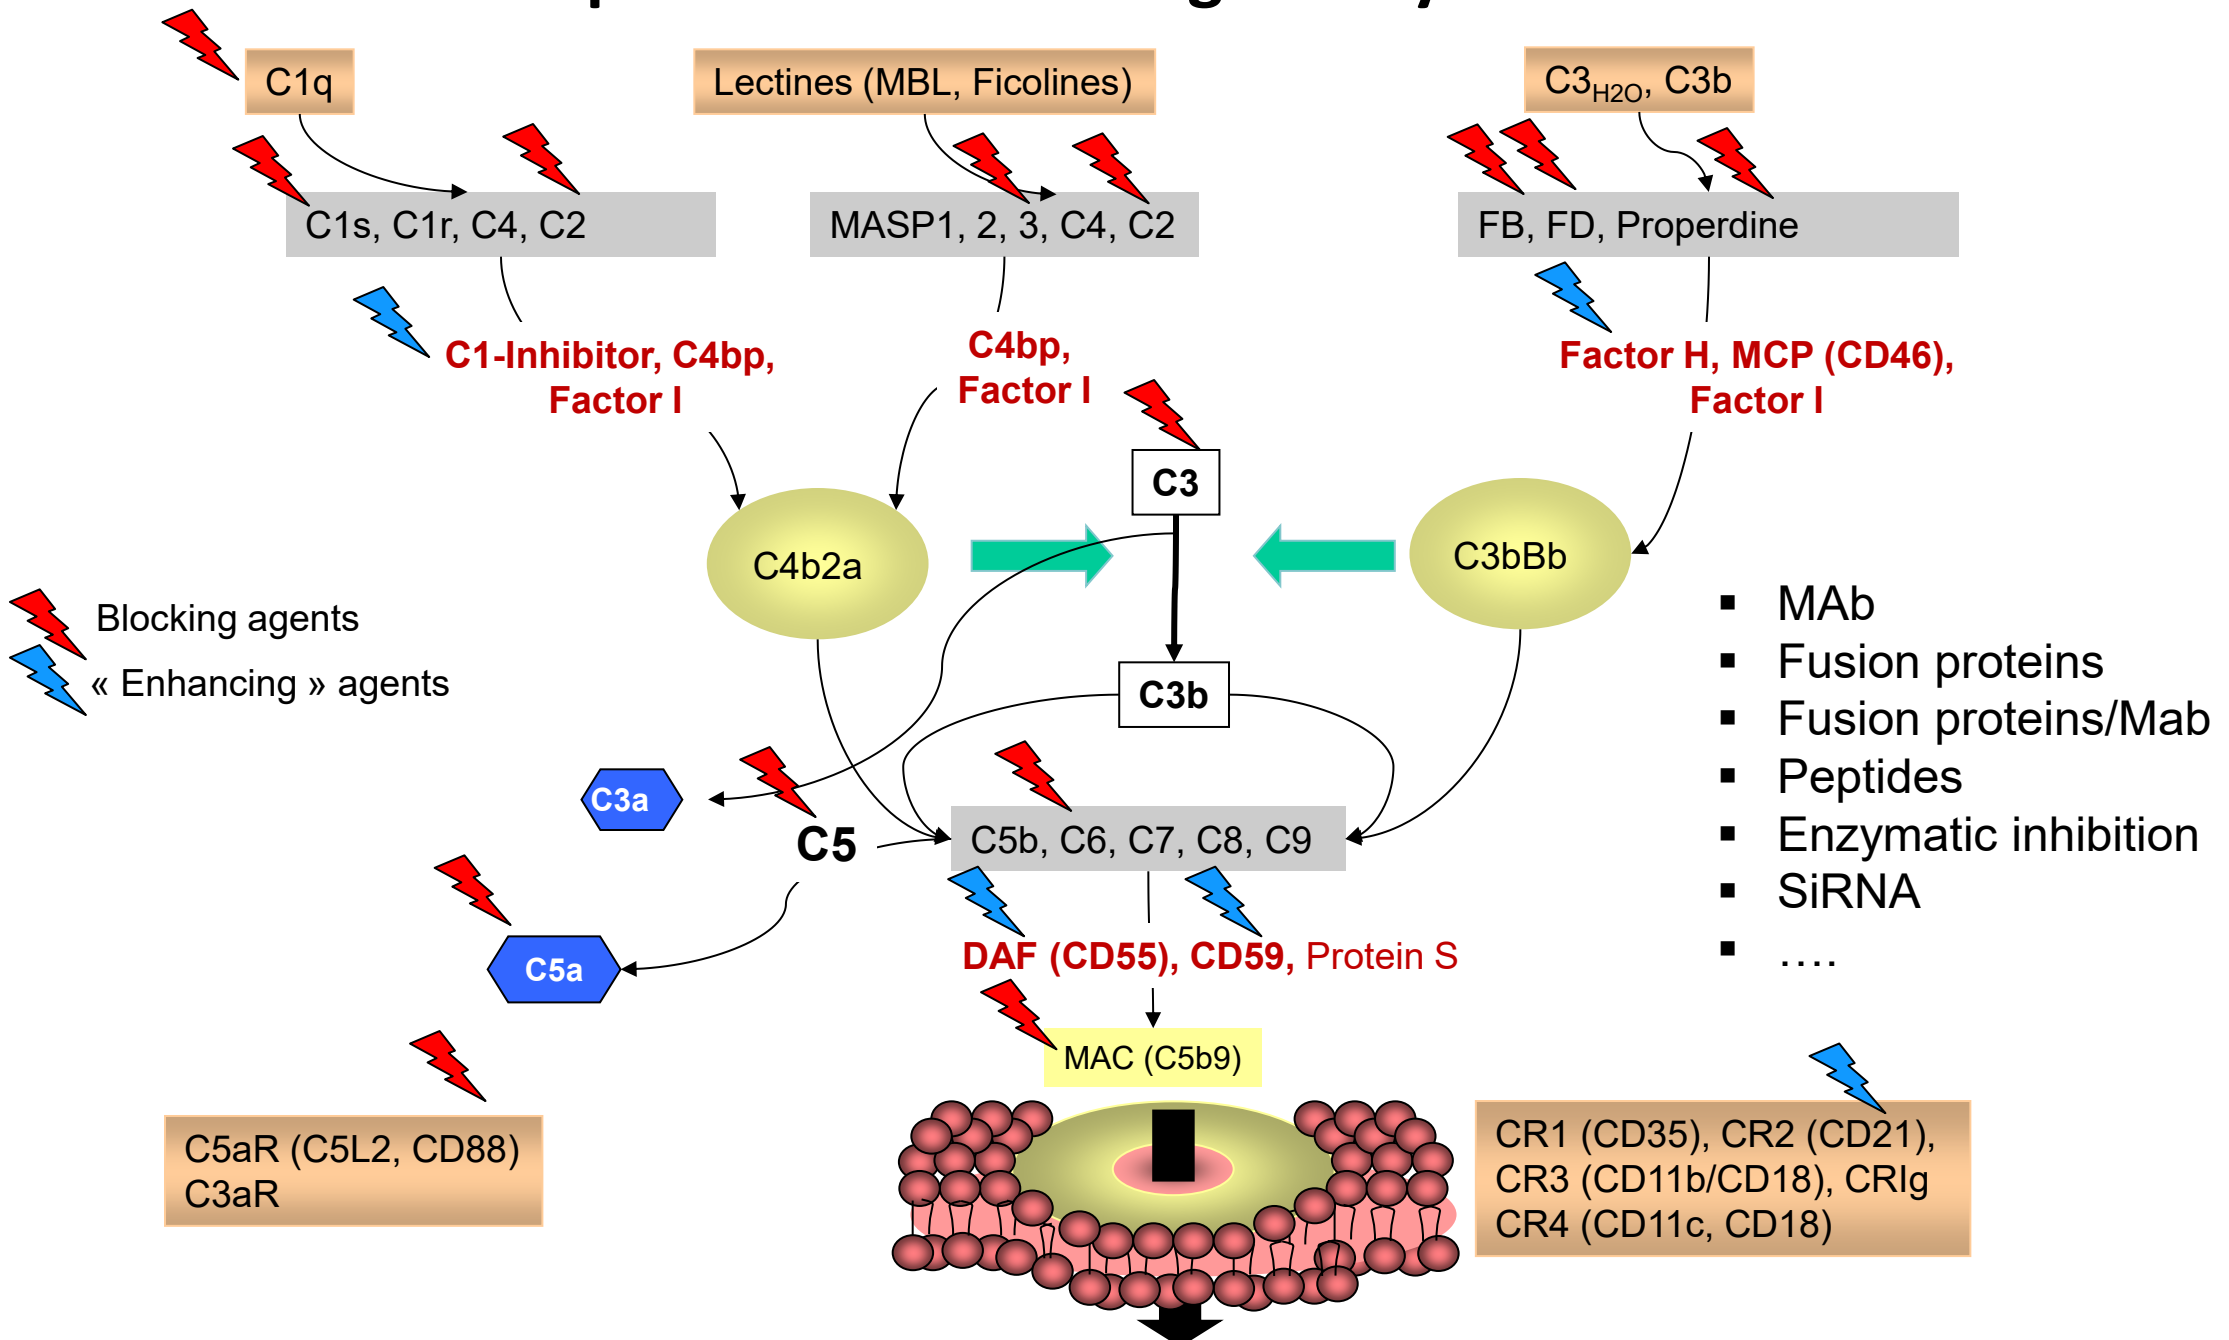 C1q
Lectines (MBL, Ficolines)
C3H2O, C3b
C1s, C1r, C4, C2
MASP1, 2, 3, C4, C2
FB, FD, Properdine
C1-Inhibitor, C4bp,
Factor I
C4bp,
Factor I
Factor H, MCP (CD46),
Factor I
C3
C4b2a
C3bBb
Blocking agents
« Enhancing » agents
C3b
▪ MAb
▪ Fusion proteins
▪ Fusion proteins/Mab
▪ Peptides
▪ Enzymatic inhibition
▪ SiRNA
▪ ....
C3a
C5
C5b, C6, C7, C8, C9
C5a
DAF (CD55), CD59, Protein S
MAC (C5b9)
C5aR (C5L2, CD88)
C3aR
CR1 (CD35), CR2 (CD21),
CR3 (CD11b/CD18), CRIg
CR4 (CD11c, CD18)